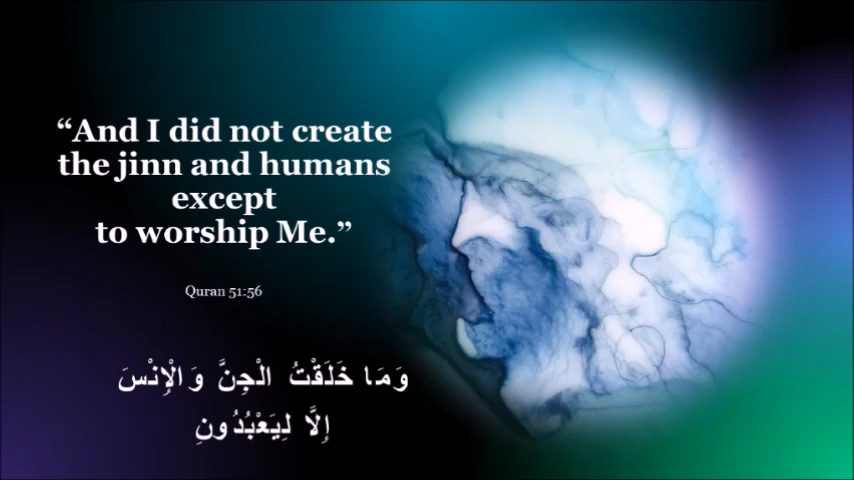 “And I did not create
the jinn and humans
except
to worship Me.”
Quran 51:56
وَمَا خَلَقْتُ الْجِنَّ وَالْإِنْسَ
إِلَّا لِيَعْبُدُونِ